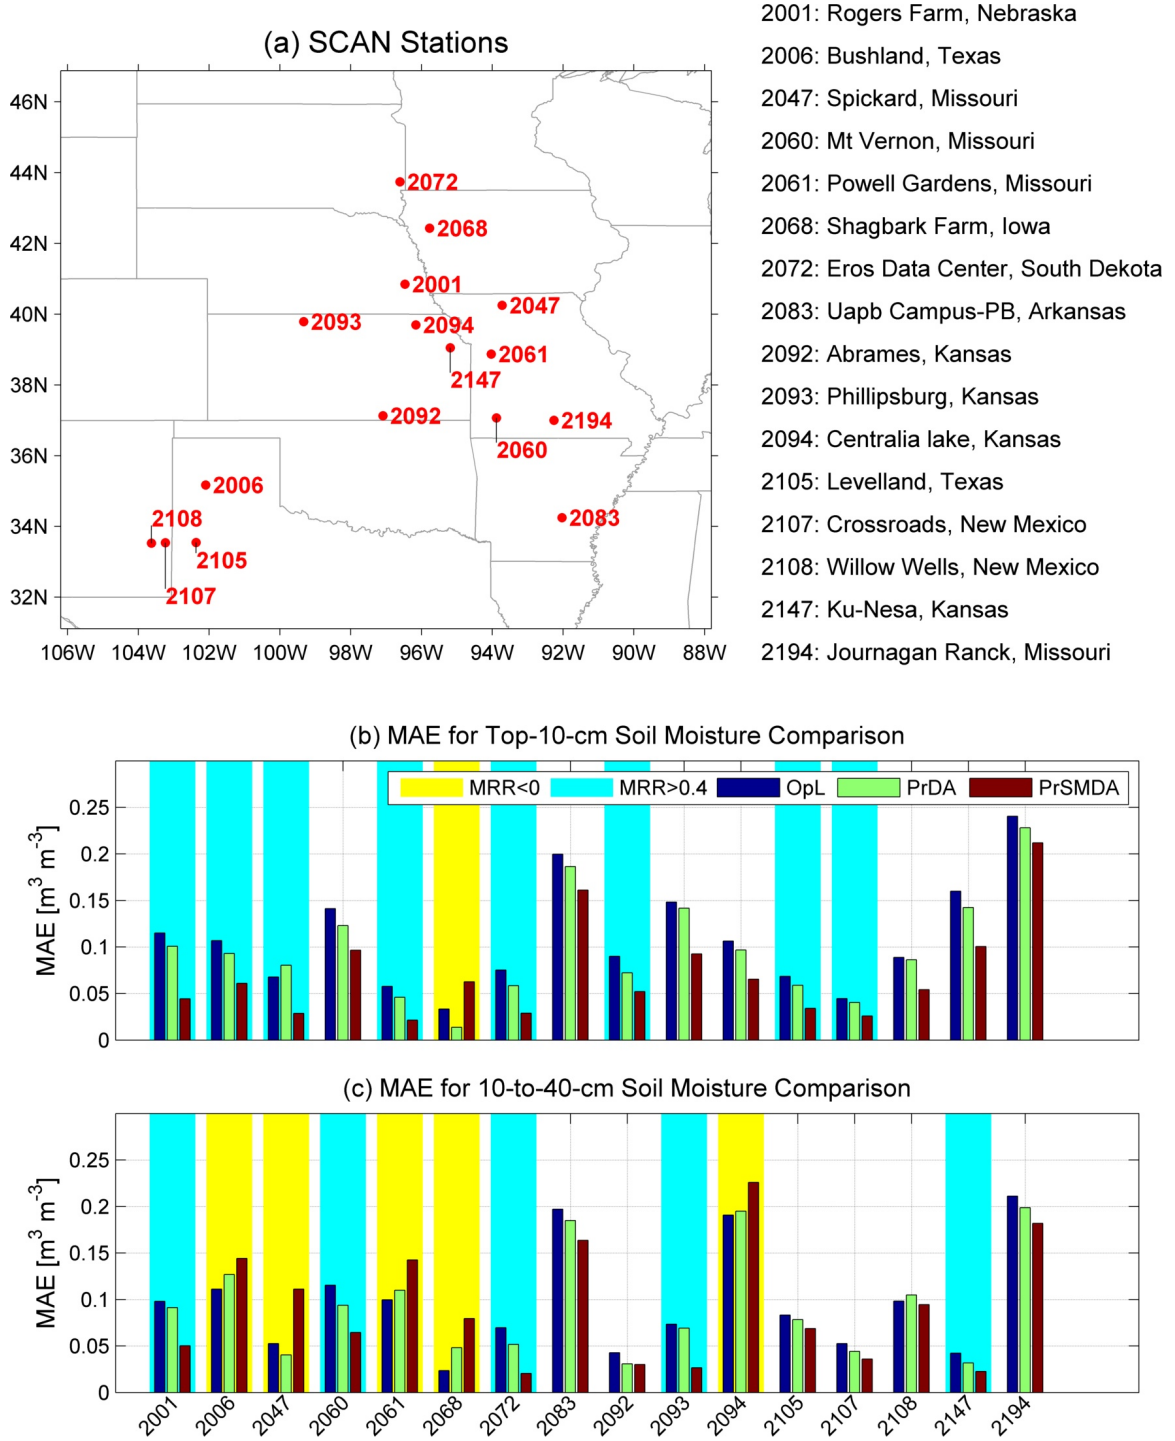 (a) SCAN Stations
46N
44N
42N
40N
38N
36N
34N
32N
106W
104W
102W
100W
98W
96W
94W
92W
90W
88W
2072
2068
2001
2047
2093
2094
2061
2147
2092
2194
2060
2006
2108
2083
2105
2107
2001: Rogers Farm, Nebraska
2006: Bushland, Texas
2047: Spickard, Missouri
2060: Mt Vernon, Missouri
2061: Powell Gardens, Missouri
2068: Shagbark Farm, Iowa
2072: Eros Data Center, South Dekota
2083: Uapb Campus-PB, Arkansas
2092: Abrames, Kansas
2093: Phillipsburg, Kansas
2094: Centralia lake, Kansas
2105: Levelland, Texas
2107: Crossroads, New Mexico
2108: Willow Wells, New Mexico
2147: Ku-Nesa, Kansas
2194: Journagan Ranck, Missouri
(b) MAE for Top-10-cm Soil Moisture Comparison
MRR<0 MRR>0.4 OpL PrDA PrSMDA
MAE [m³ m⁻³]
0.25
0.2
0.15
0.1
0.05
0
(c) MAE for 10-to-40-cm Soil Moisture Comparison
MAE [m³ m⁻³]
0.25
0.2
0.15
0.1
0.05
0
2001
2006
2047
2060
2061
2068
2072
2083
2092
2093
2094
2105
2107
2108
2147
2194